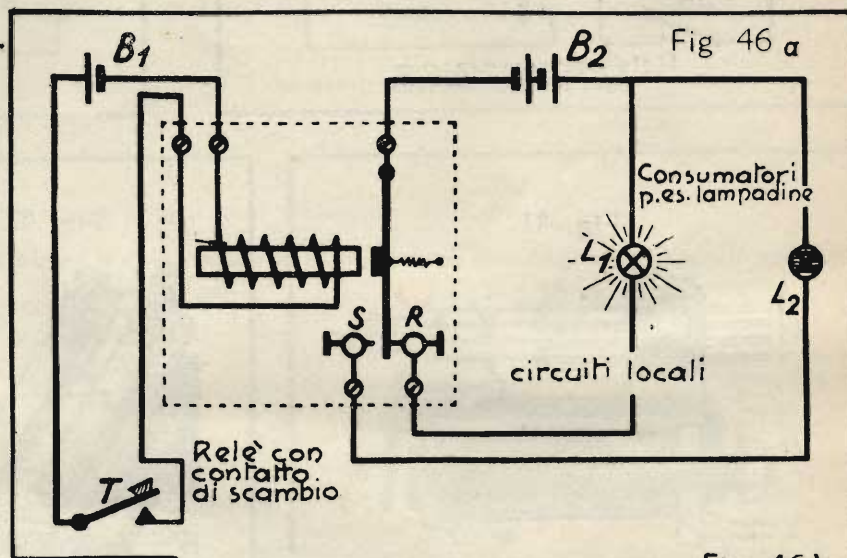 B1
B2
Fig 46 a
Consumatori
p.es. lampadine
L1
L2
S R
circuiti locali
Relè con
contatto
di scambio
T